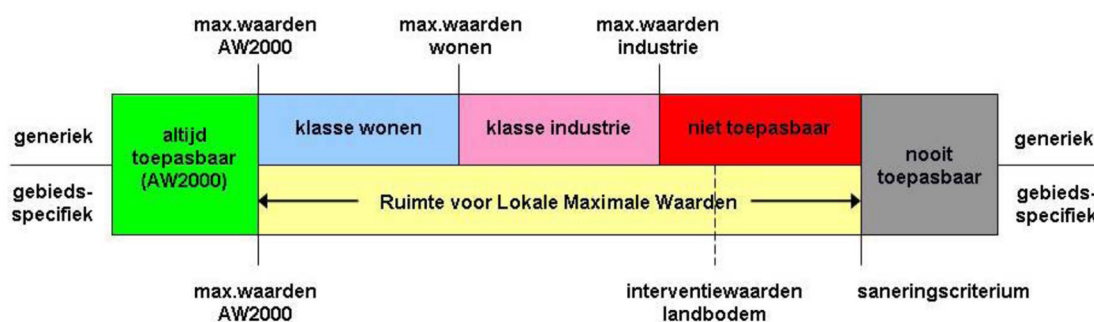 max.waarden
AW2000
max.waarden
wonen
max.waarden
industrie
generiek
altijd
toepasbaar
(AW2000)
klasse wonen
klasse industrie
niet toepasbaar
nooit
toepasbaar
generiek
gebieds-
specifiek
Ruimte voor Lokale Maximale Waarden
gebieds-
specifiek
max.waarden
AW2000
interventiewaarden
landbodem
saneringscriterium